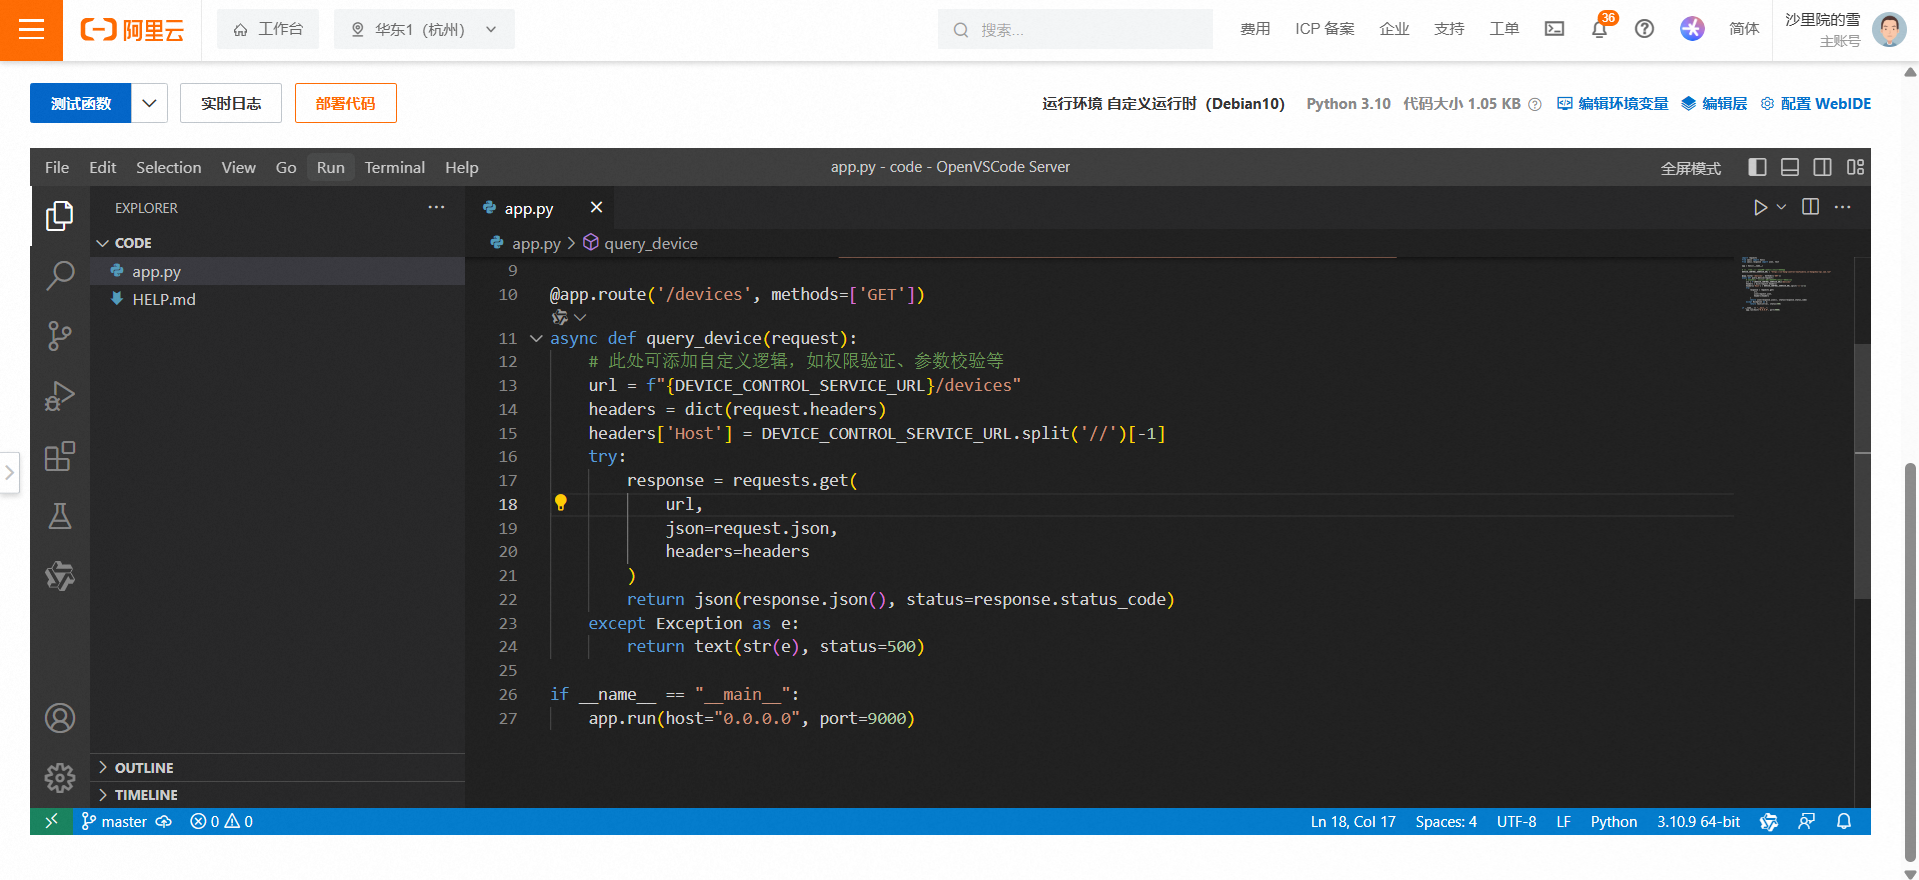 阿里云
工作台
华东1（杭州）
搜索...
费用
ICP 备案
企业
支持
工单
36
简体
沙里院的雪
主账号
测试函数
实时日志
部署代码
运行环境 自定义运行时（Debian10） Python 3.10 代码大小 1.05 KB
编辑环境变量
编辑层
配置 WebIDE
File Edit Selection View Go Run Terminal Help
app.py - code - OpenVSCode Server
全屏模式
EXPLORER
CODE
app.py
HELP.md
OUTLINE
TIMELINE
app.py
app.py > query_device
9
10 @app.route('/devices', methods=['GET'])
11 async def query_device(request):
12 # 此处可添加自定义逻辑，如权限验证、参数校验等
13 url = f"{DEVICE_CONTROL_SERVICE_URL}/devices"
14 headers = dict(request.headers)
15 headers['Host'] = DEVICE_CONTROL_SERVICE_URL.split('//')[-1]
16 try:
17 response = requests.get(
18 url,
19 json=request.json,
20 headers=headers
21 )
22 return json(response.json(), status=response.status_code)
23 except Exception as e:
24 return text(str(e), status=500)
25
26 if __name__ == "__main__":
27 app.run(host="0.0.0.0", port=9000)
master
0 0
Ln 18, Col 17
Spaces: 4
UTF-8
LF
Python
3.10.9 64-bit